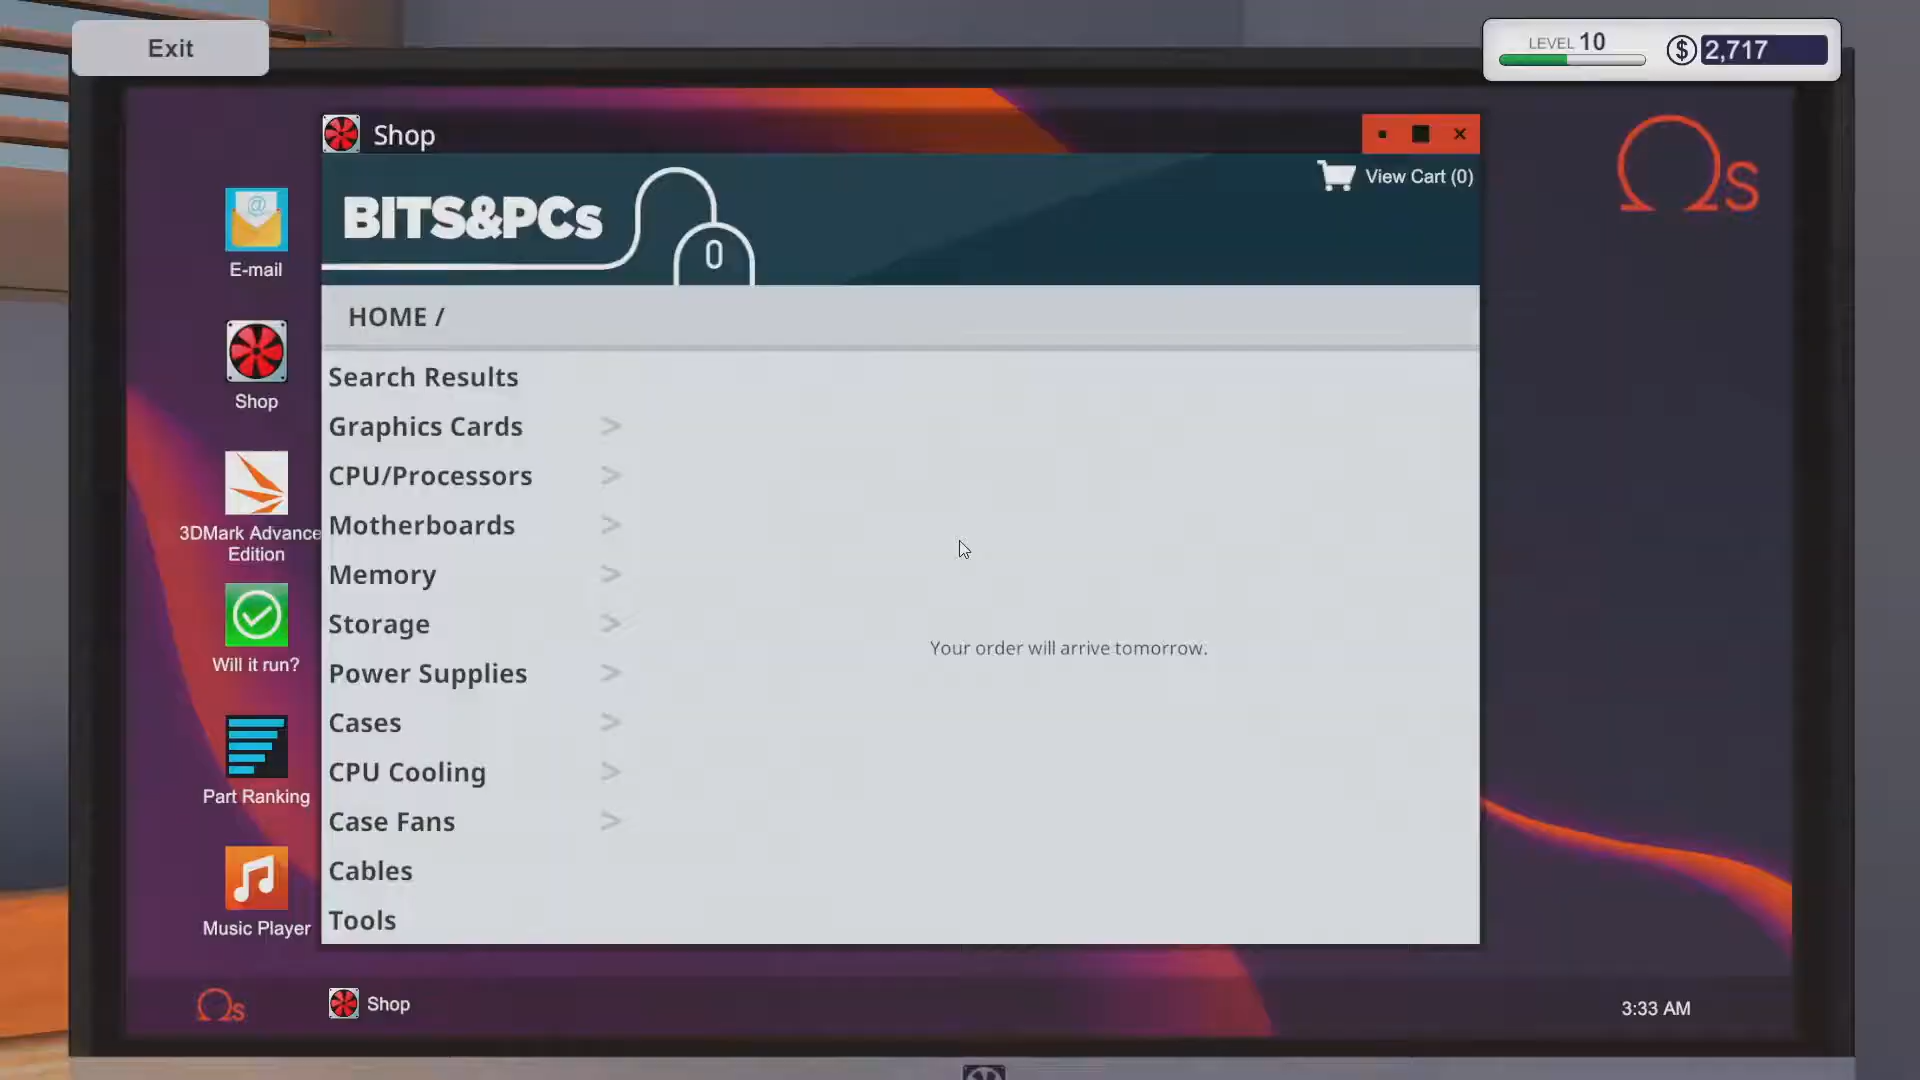 Exit
LEVEL 10
$ 2,717
Shop
View Cart (0)
BITS&PCs
HOME /
E-mail
Shop
3DMark Advance
Edition
Will it run?
Part Ranking
Music Player
Search Results
Graphics Cards >
CPU/Processors >
Motherboards >
Memory >
Storage >
Power Supplies >
Cases >
CPU Cooling >
Case Fans >
Cables
Tools
Your order will arrive tomorrow.
Ωs
Ωs
Shop
3:33 AM